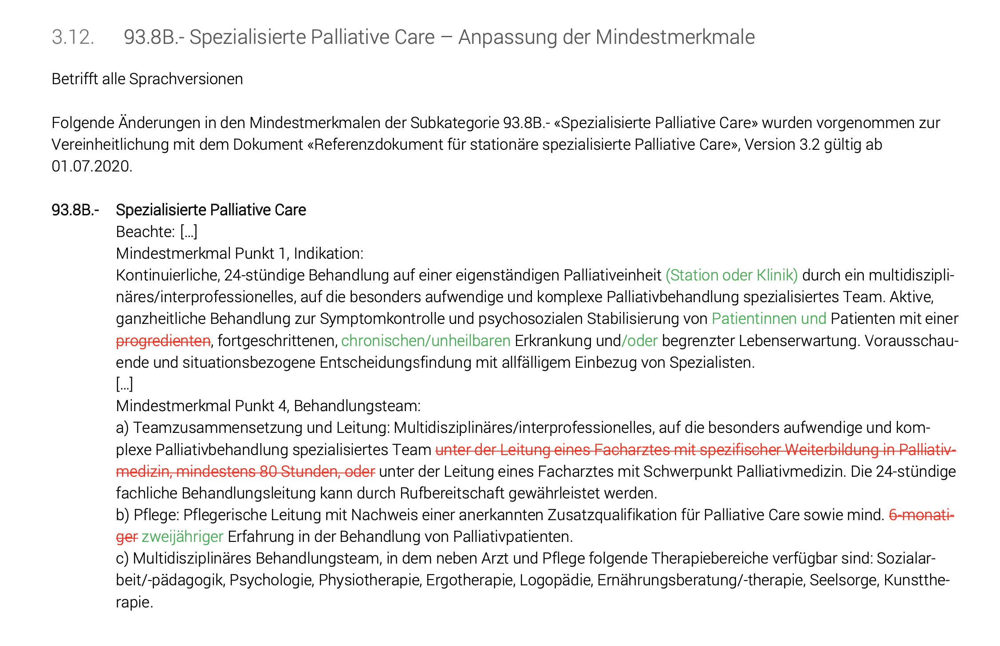 3.12. 93.8B.- Spezialisierte Palliative Care – Anpassung der Mindestmerkmale
Betrifft alle Sprachversionen
Folgende Änderungen in den Mindestmerkmalen der Subkategorie 93.8B.- «Spezialisierte Palliative Care» wurden vorgenommen zur
Vereinheitlichung mit dem Dokument «Referenzdokument für stationäre spezialisierte Palliative Care», Version 3.2 gültig ab
01.07.2020.
93.8B.- Spezialisierte Palliative Care
Beachte: […]
Mindestmerkmal Punkt 1, Indikation:
Kontinuierliche, 24-stündige Behandlung auf einer eigenständigen Palliativeinheit (Station oder Klinik) durch ein multidiszipli-
näres/interprofessionelles, auf die besonders aufwendige und komplexe Palliativbehandlung spezialisiertes Team. Aktive,
ganzheitliche Behandlung zur Symptomkontrolle und psychosozialen Stabilisierung von Patientinnen und Patienten mit einer
progredienten, fortgeschrittenen, chronischen/unheilbaren Erkrankung und/oder begrenzter Lebenserwartung. Vorausschau-
ende und situationsbezogene Entscheidungsfindung mit allfälligem Einbezug von Spezialisten.
[…]
Mindestmerkmal Punkt 4, Behandlungsteam:
a) Teamzusammensetzung und Leitung: Multidisziplinäres/interprofessionelles, auf die besonders aufwendige und kom-
plexe Palliativbehandlung spezialisiertes Team unter der Leitung eines Facharztes mit spezifischer Weiterbildung in Palliativ-
medizin, mindestens 80 Stunden, oder unter der Leitung eines Facharztes mit Schwerpunkt Palliativmedizin. Die 24-stündige
fachliche Behandlungsleitung kann durch Rufbereitschaft gewährleistet werden.
b) Pflege: Pflegerische Leitung mit Nachweis einer anerkannten Zusatzqualifikation für Palliative Care sowie mind. 6-monati-
ger zweijähriger Erfahrung in der Behandlung von Palliativpatienten.
c) Multidisziplinäres Behandlungsteam, in dem neben Arzt und Pflege folgende Therapiebereiche verfügbar sind: Sozialar-
beit/-pädagogik, Psychologie, Physiotherapie, Ergotherapie, Logopädie, Ernährungsberatung/-therapie, Seelsorge, Kunstthe-
rapie.